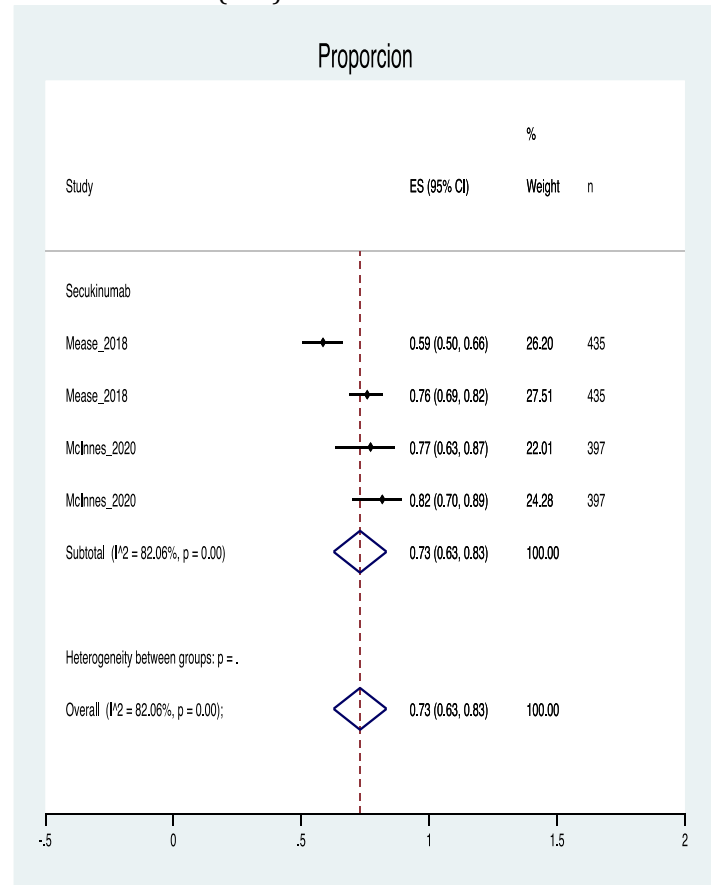 Proporcion
%
Study ES (95% CI) Weight n
Secukinumab
Mease_2018 0.59 (0.50, 0.66) 26.20 435
Mease_2018 0.76 (0.69, 0.82) 27.51 435
McInnes_2020 0.77 (0.63, 0.87) 22.01 397
McInnes_2020 0.82 (0.70, 0.89) 24.28 397
Subtotal (I^2 = 82.06%, p = 0.00) 0.73 (0.63, 0.83) 100.00
Heterogeneity between groups: p = .
Overall (I^2 = 82.06%, p = 0.00); 0.73 (0.63, 0.83) 100.00
-.5 0 .5 1 1.5 2